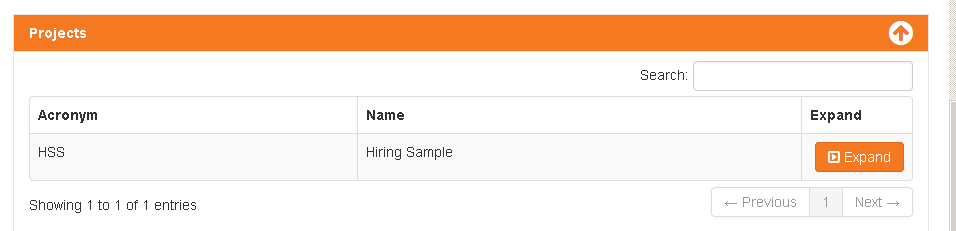 Projects
Search:
Acronym Name Expand
HSS Hiring Sample Expand
Showing 1 to 1 of 1 entries ← Previous 1 Next →